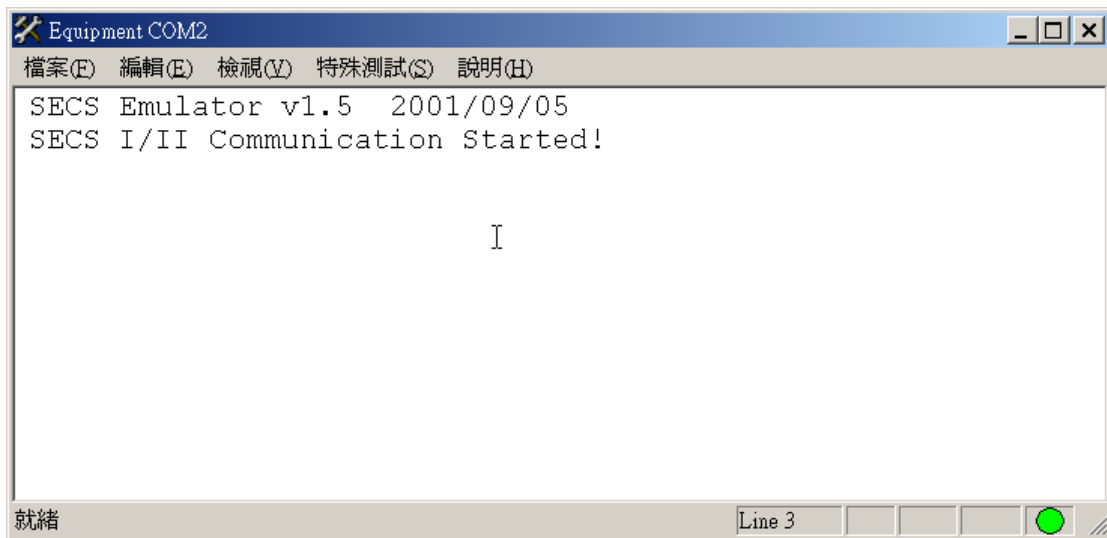 Equipment COM2
檔案(F) 編輯(E) 檢視(V) 特殊測試(S) 說明(H)
SECS Emulator v1.5  2001/09/05
SECS I/II Communication Started!
就緒 Line 3